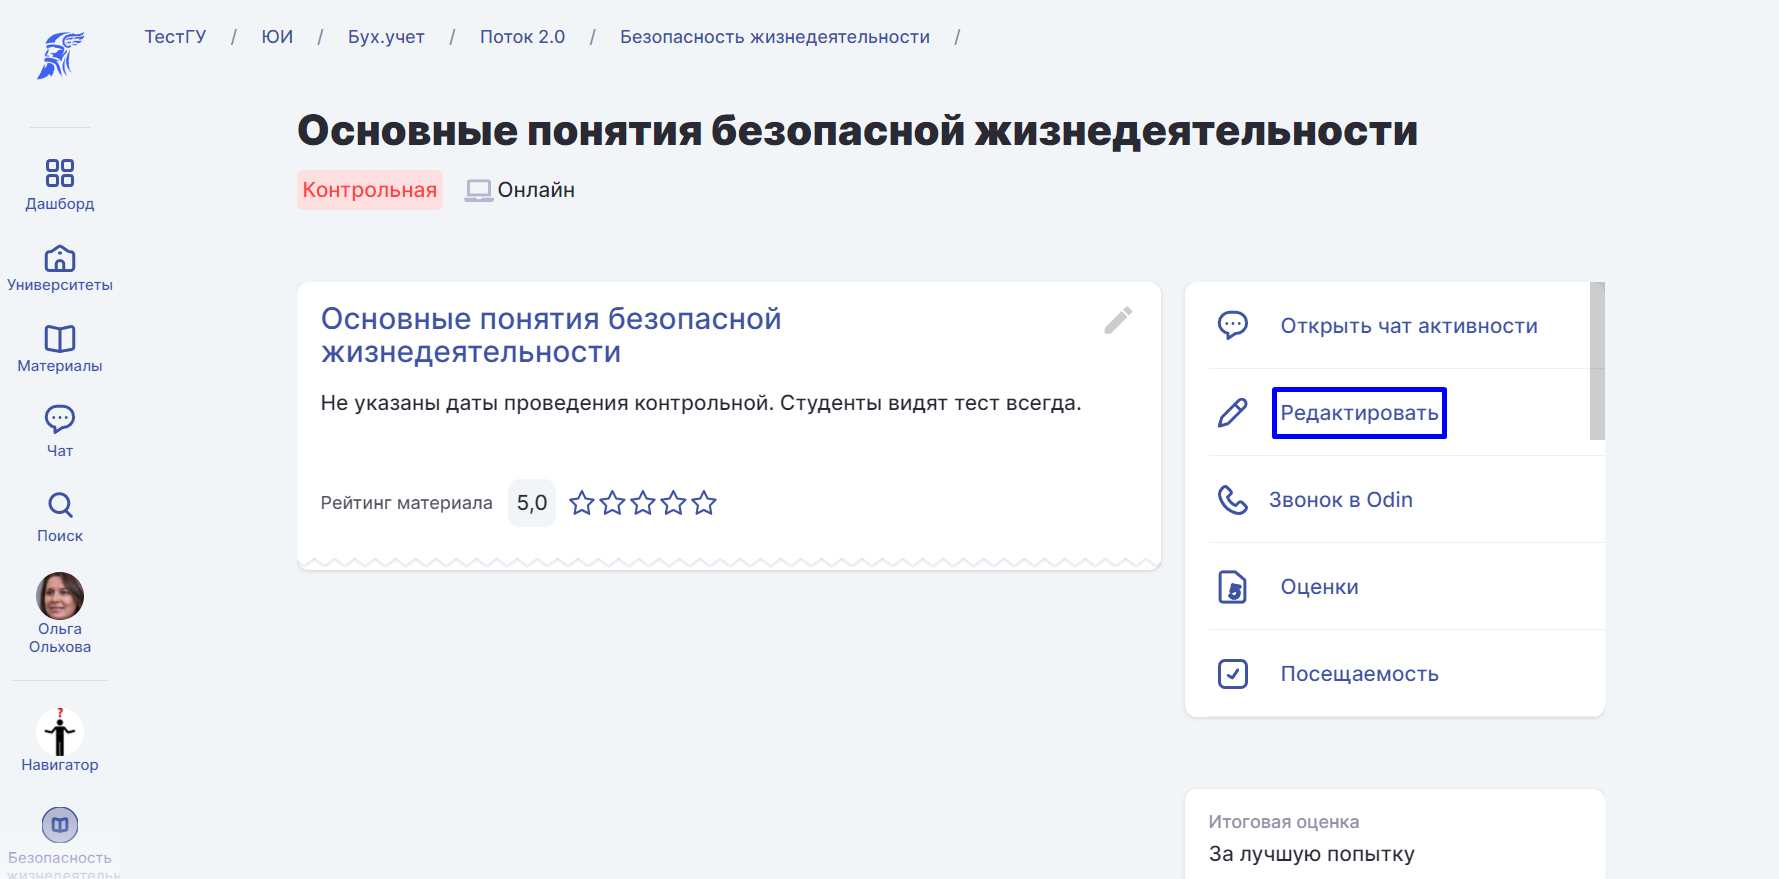 ТестГУ / ЮИ / Бух.учет / Поток 2.0 / Безопасность жизнедеятельности /
Основные понятия безопасной жизнедеятельности
Контрольная Онлайн
Дашборд
Университеты
Материалы
Чат
Поиск
Ольга
Ольхова
?
Навигатор
Безопасность
жизнедеятельн
Основные понятия безопасной
жизнедеятельности
Не указаны даты проведения контрольной. Студенты видят тест всегда.
Рейтинг материала 5,0
Открыть чат активности
Редактировать
Звонок в Odin
5 Оценки
Посещаемость
Итоговая оценка
За лучшую попытку